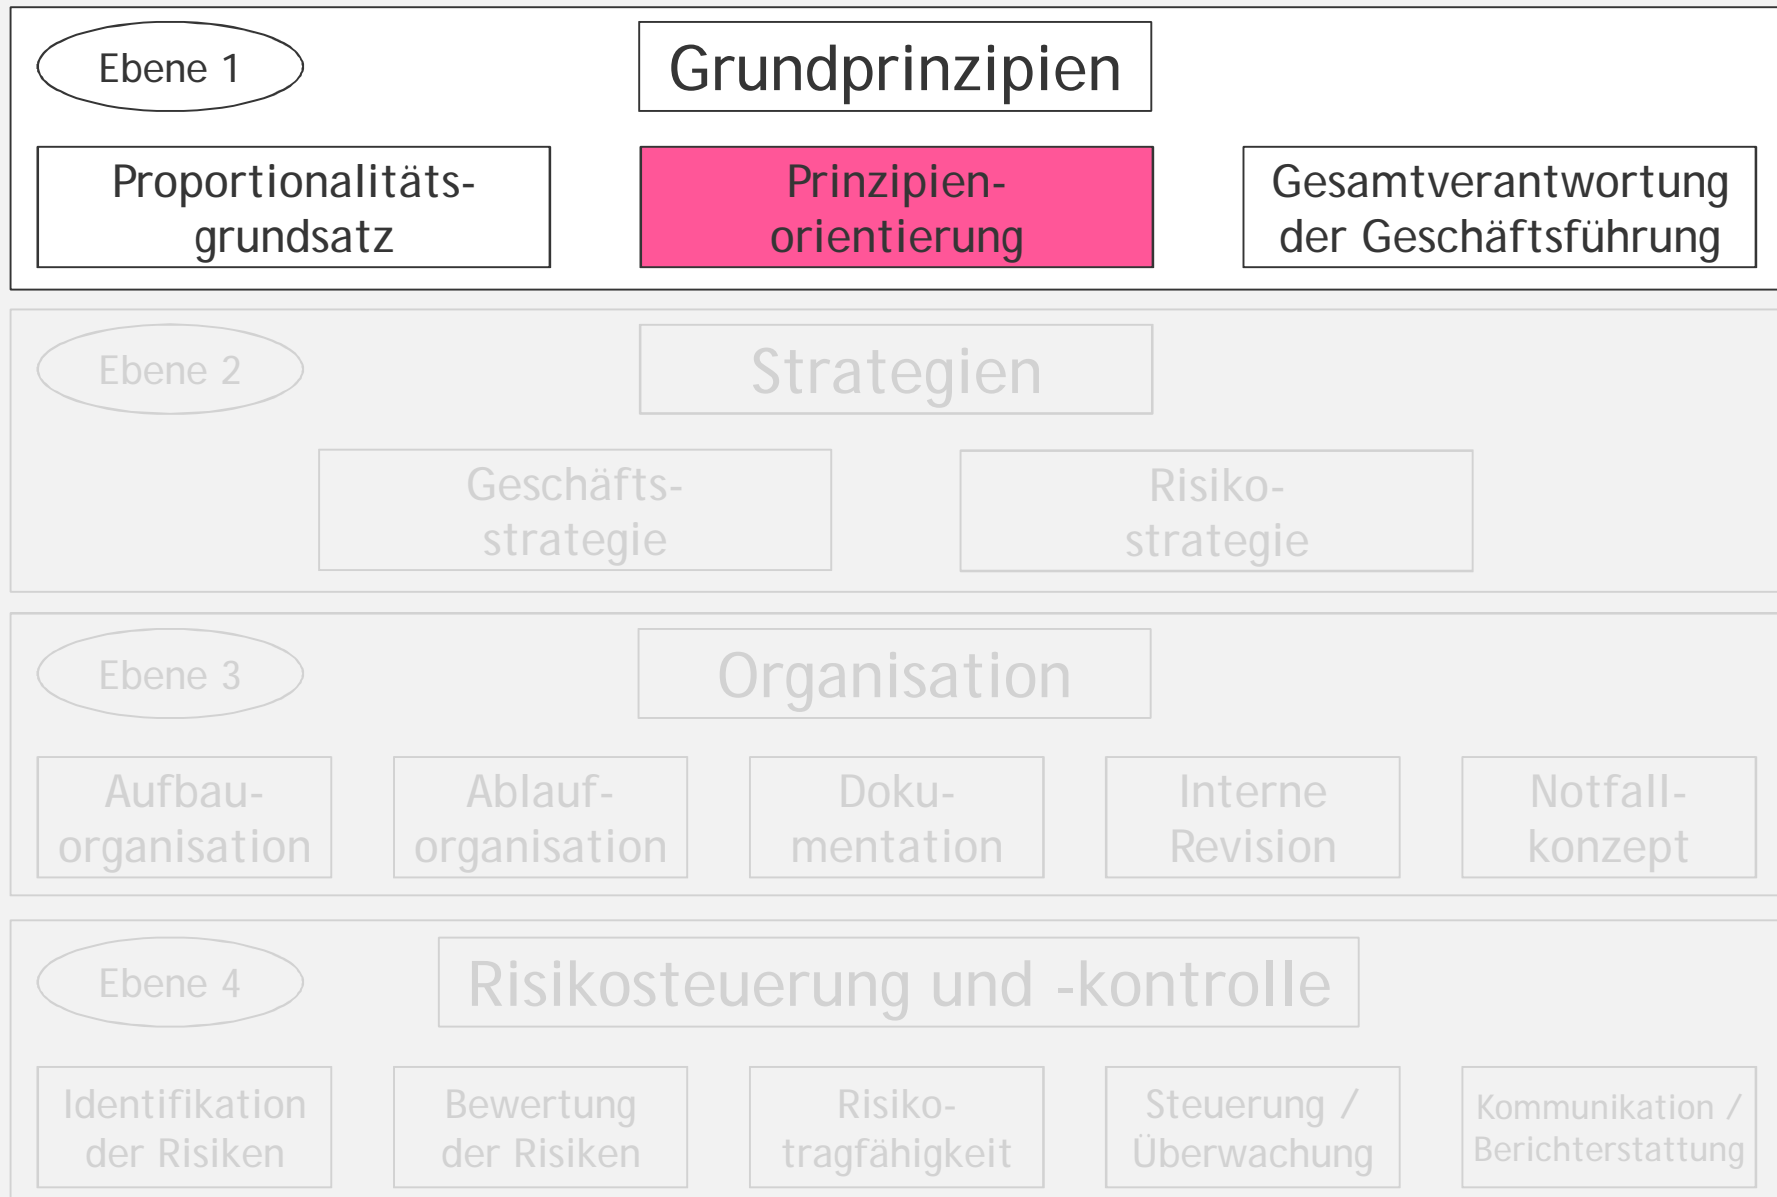 Ebene 1
Grundprinzipien
Proportionalitäts-
grundsatz
Prinzipien-
orientierung
Gesamtverantwortung
der Geschäftsführung
Ebene 2
Strategien
Geschäfts-
strategie
Risiko-
strategie
Ebene 3
Organisation
Aufbau-
organisation
Ablauf-
organisation
Doku-
mentation
Interne
Revision
Notfall-
konzept
Ebene 4
Risikosteuerung und -kontrolle
Identifikation
der Risiken
Bewertung
der Risiken
Risiko-
tragfähigkeit
Steuerung /
Überwachung
Kommunikation /
Berichterstattung